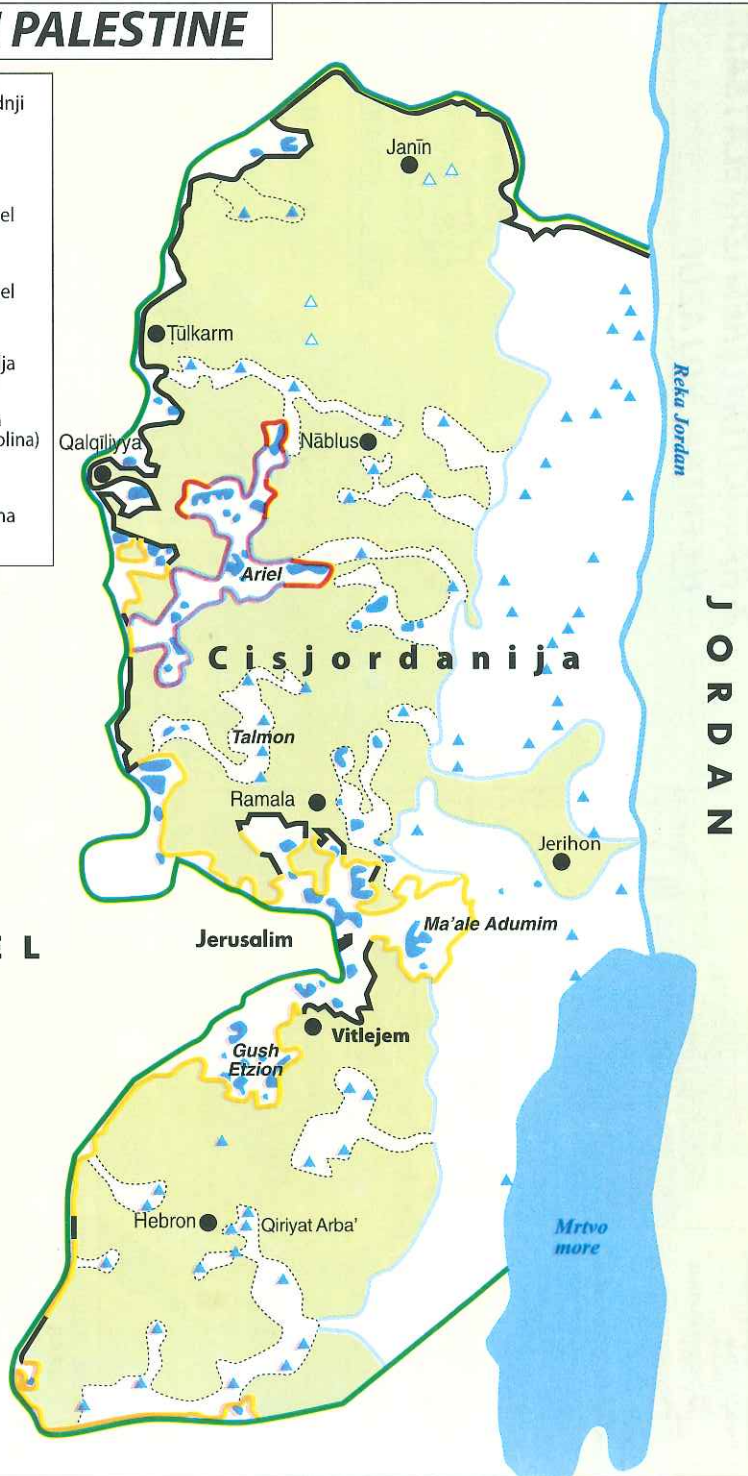 PALESTINE
dnji
el
el
ja
olina)
na
Janīn
Ṭūlkarm
Reka Jordan
Qalqīliyya
Nāblus
Ariel
JORDAN
Cisjordanija
Talmon
Ramala
Jerihon
Ma'ale Adumim
EL
Jerusalim
Vitlejem
Gush
Etzion
Hebron
Qiriyat Arba'
Mrtvo
more